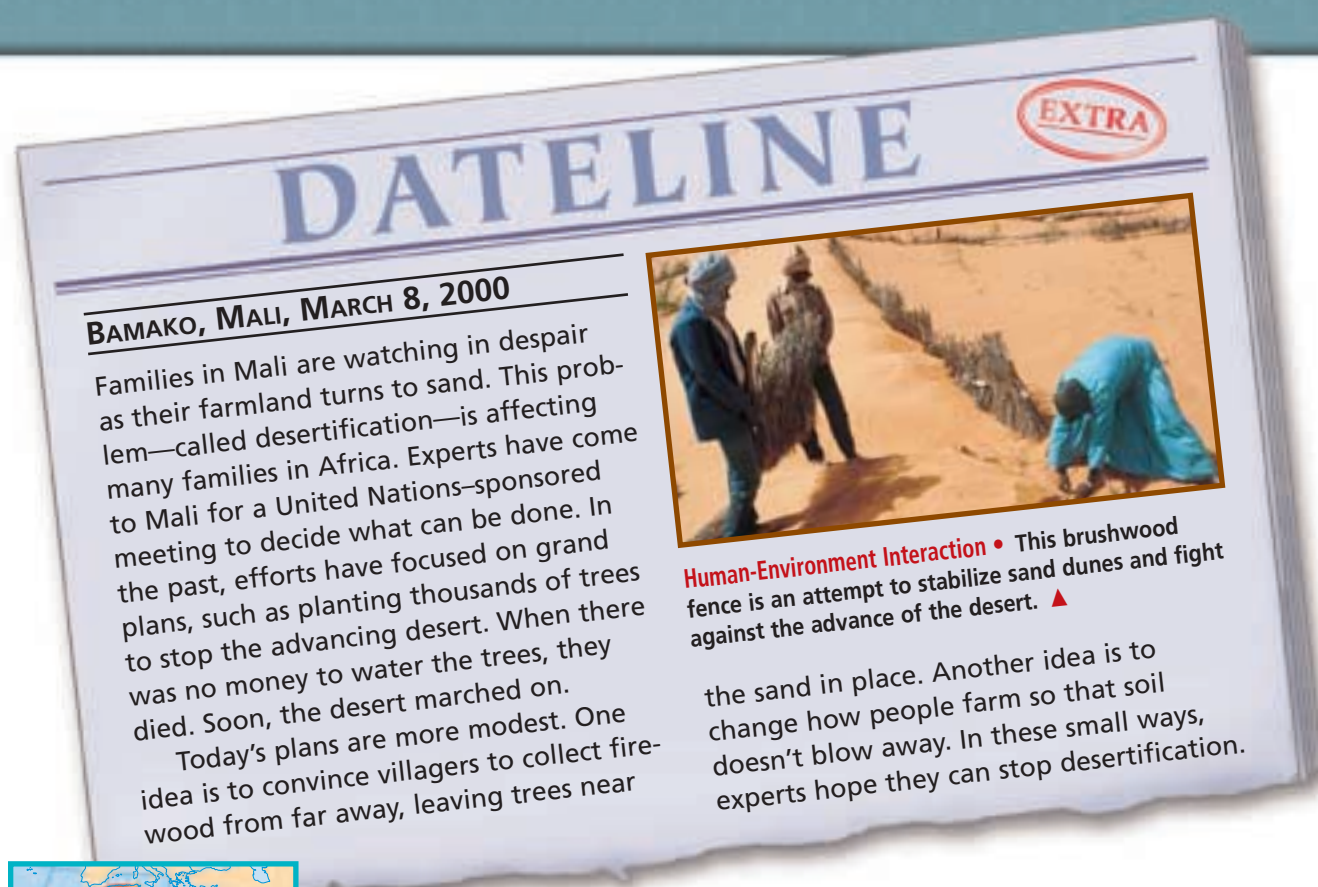 DATELINE
EXTRA
BAMAKO, MALI, MARCH 8, 2000
Families in Mali are watching in despair
as their farmland turns to sand. This prob-
lem—called desertification—is affecting
many families in Africa. Experts have come
to Mali for a United Nations–sponsored
meeting to decide what can be done. In
the past, efforts have focused on grand
plans, such as planting thousands of trees
to stop the advancing desert. When there
was no money to water the trees, they
died. Soon, the desert marched on.
Today's plans are more modest. One
idea is to convince villagers to collect fire-
wood from far away, leaving trees near
Human-Environment Interaction • This brushwood
fence is an attempt to stabilize sand dunes and fight
against the advance of the desert. ▲
the sand in place. Another idea is to
change how people farm so that soil
doesn't blow away. In these small ways,
experts hope they can stop desertification.